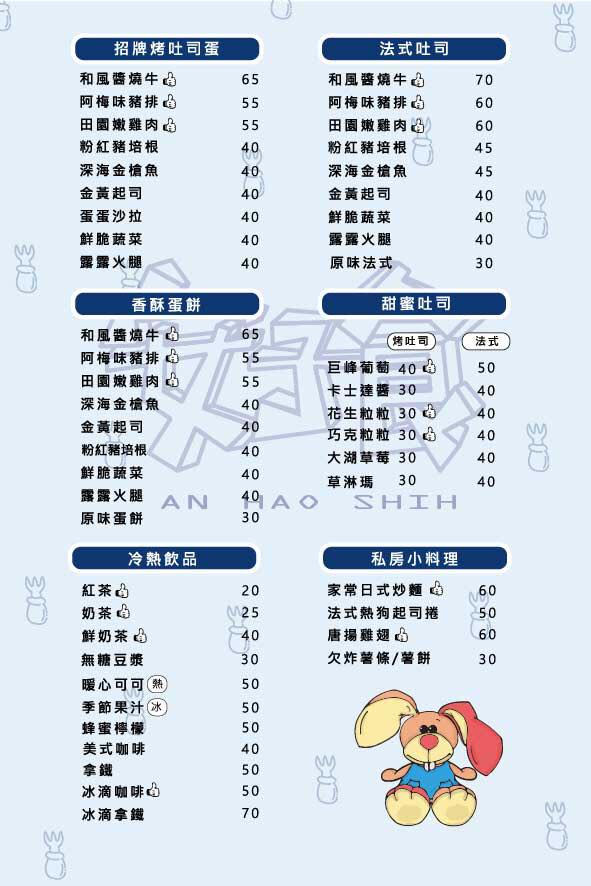 招牌烤吐司蛋
和風醬燒牛 65
阿梅味豬排 55
田園嫩雞肉 55
粉紅豬培根 40
深海金槍魚 40
金黃起司 40
蛋蛋沙拉 40
鮮脆蔬菜 40
露露火腿 40
法式吐司
和風醬燒牛 70
阿梅味豬排 60
田園嫩雞肉 60
粉紅豬培根 45
深海金槍魚 45
金黃起司 40
鮮脆蔬菜 40
露露火腿 40
原味法式 30
香酥蛋餅
和風醬燒牛 65
阿梅味豬排 55
田園嫩雞肉 55
深海金槍魚 40
金黃起司 40
粉紅豬培根 40
鮮脆蔬菜 40
露露火腿 40
原味蛋餅 30
甜蜜吐司
烤吐司 法式
巨峰葡萄 40 50
卡士達醬 30 40
花生粒粒 30 40
巧克粒粒 30 40
大湖草莓 30 40
草淋瑪 30 40
AN HAO SHIH
冷熱飲品
紅茶 20
奶茶 25
鮮奶茶 40
無糖豆漿 30
暖心可可 熱 50
季節果汁 冰 50
蜂蜜檸檬 50
美式咖啡 40
拿鐵 50
冰滴咖啡 50
冰滴拿鐵 70
私房小料理
家常日式炒麵 60
法式熱狗起司捲 50
唐揚雞翅 60
欠炸薯條/薯餅 30